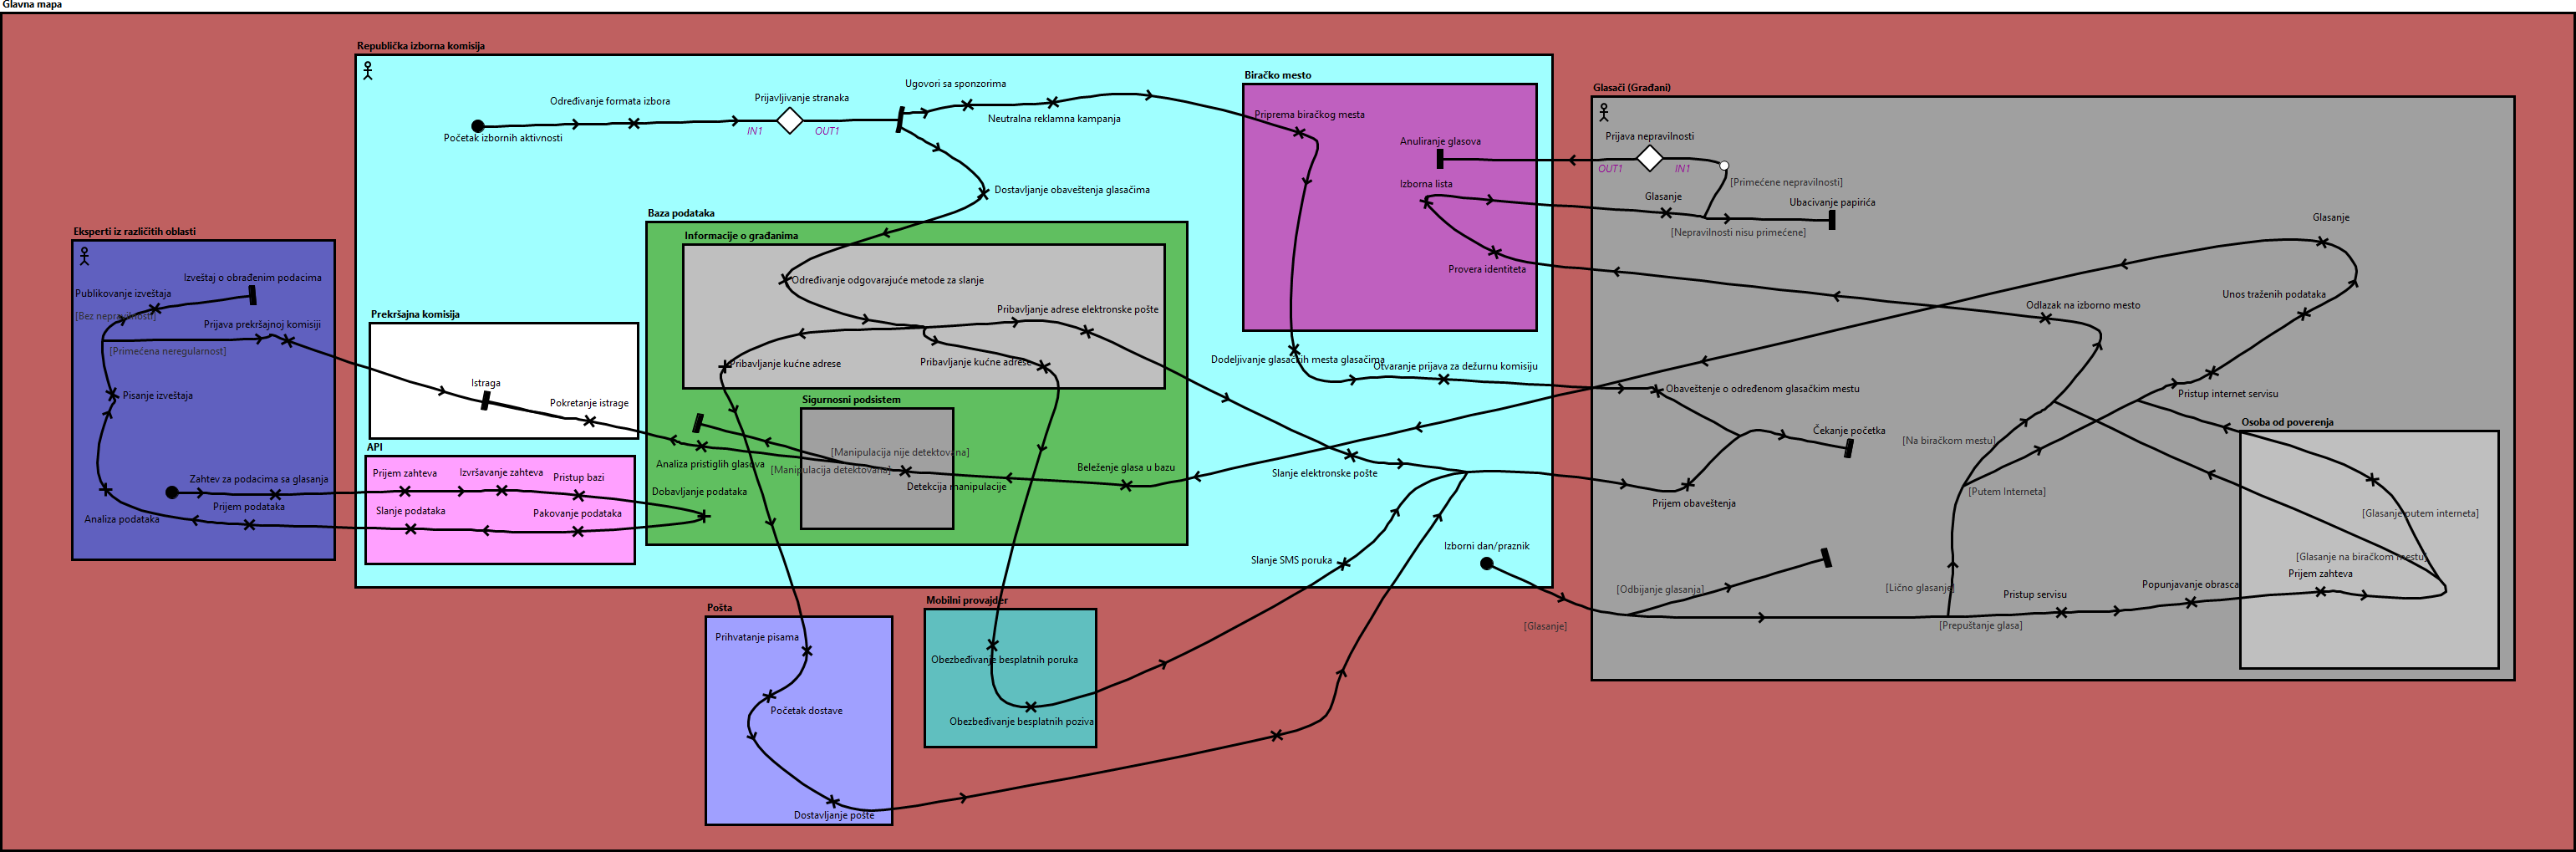 Glavna mapa
Republička izborna komisija
Početak izbornih aktivnosti
Određivanje formata izbora
Prijavljivanje stranaka
IN1
OUT1
Ugovori sa sponzorima
Neutralna reklamna kampanja
Dostavljanje obaveštenja glasačima
Biračko mesto
Priprema biračkog mesta
Anuliranje glasova
Izborna lista
Provera identiteta
Dodeljivanje glasačkih mesta glasačima
Otvaranje prijava za dežurnu komisiju
Glasači (Građani)
Prijava nepravilnosti
OUT1
IN1
[Primećene nepravilnosti]
Glasanje
Ubacivanje papirića
[Nepravilnosti nisu primećene]
Glasanje
Unos traženih podataka
Odlazak na izborno mesto
Pristup internet servisu
Obaveštenje o određenom glasačkim mestu
Čekanje početka
Prijem obaveštenja
[Na biračkom mestu]
[Putem Interneta]
Osoba od poverenja
[Glasanje putem interneta]
[Glasanje na biračkom mestu]
Prijem zahteva
Popunjavanje obrasca
Pristup servisu
[Lično glasanje]
[Prepuštanje glasa]
[Odbijanje glasanja]
[Glasanje]
Izborni dan/praznik
Baza podataka
Informacije o građanima
Određivanje odgovarajuće metode za slanje
Pribavljanje adrese elektronske pošte
Pribavljanje kućne adrese
Pribavljanje kućne adrese
Sigurnosni podsistem
[Manipulacija nije detektovana]
[Manipulacija detektovana]
Analiza pristiglih glasova
Detekcija manipulacije
Beleženje glasa u bazu
Dobavljanje podataka
Slanje elektronske pošte
Slanje SMS poruka
Eksperti iz različitih oblasti
Izveštaj o obrađenim podacima
Publikovanje izveštaja
[Bez nepravilnosti]
Prijava prekršajnoj komisiji
[Primećena neregularnost]
Pisanje izveštaja
Zahtev za podacima sa glasanja
Prijem podataka
Analiza podataka
Prekršajna komisija
Istraga
Pokretanje istrage
API
Prijem zahteva
Izvršavanje zahteva
Pristup bazi
Slanje podataka
Pakovanje podataka
Pošta
Prihvatanje pisama
Početak dostave
Dostavljanje pošte
Mobilni provajder
Obezbeđivanje besplatnih poruka
Obezbeđivanje besplatnih poziva